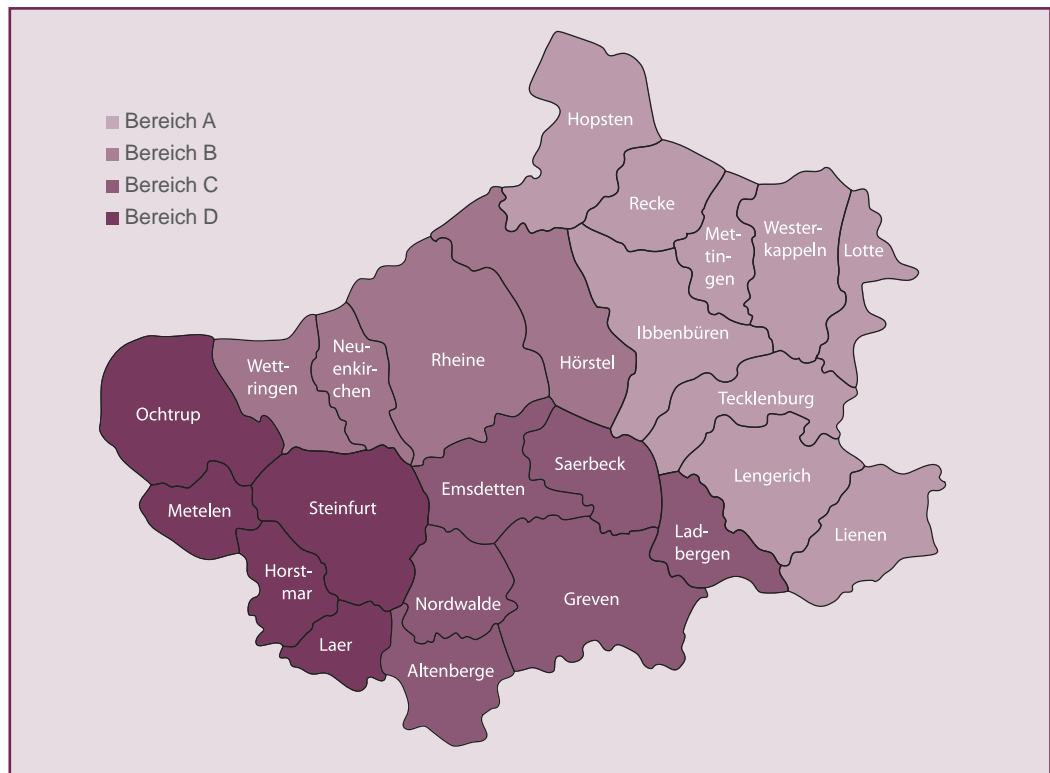 Bereich A
Bereich B
Bereich C
Bereich D
Hopsten
Recke
Met-
tin-
gen
Wester-
kappeln
Lotte
Ibbenbüren
Hörstel
Rheine
Neu-
enkir-
chen
Wett-
ringen
Ochtrup
Tecklenburg
Lengerich
Lienen
Saerbeck
Emsdetten
Steinfurt
Metelen
Lad-
bergen
Horst-
mar
Nordwalde
Greven
Laer
Altenberge